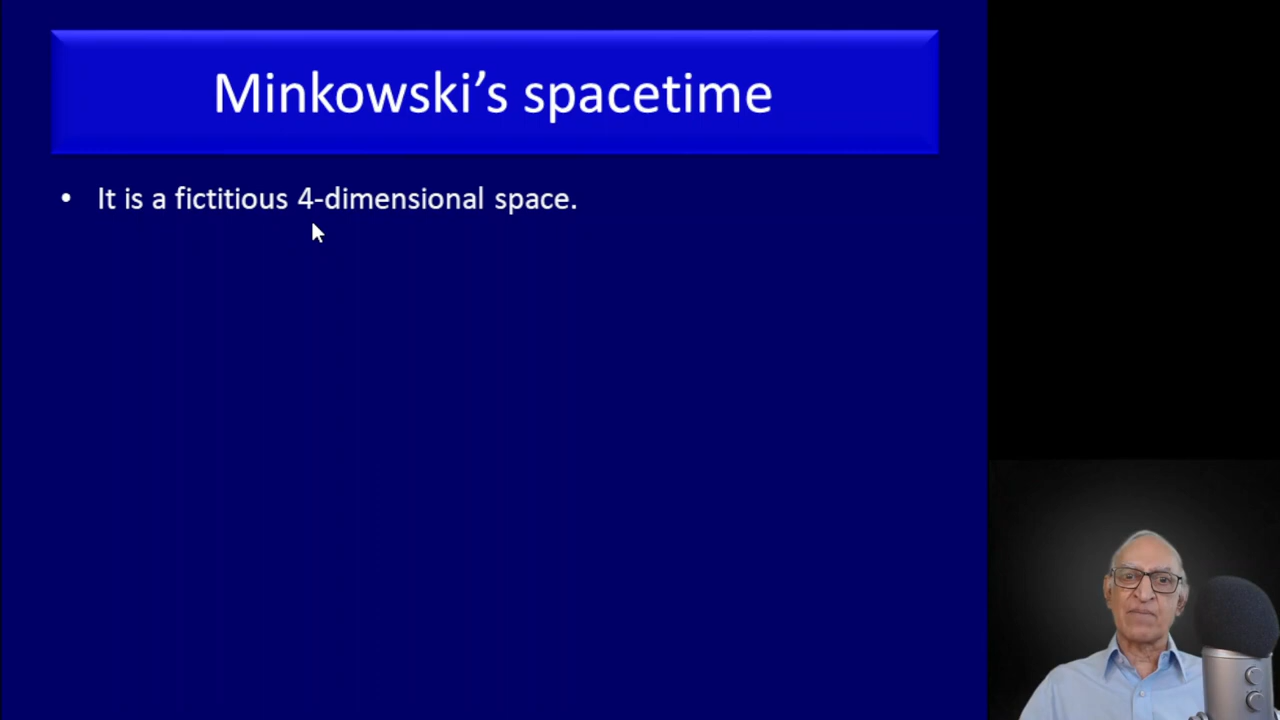 Minkowski’s spacetime
• It is a fictitious 4-dimensional space.